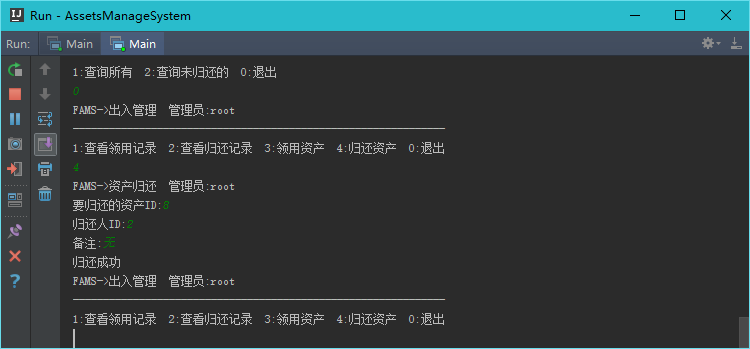 Run - AssetsManageSystem
Run: Main Main
1:查询所有 2:查询未归还的 0:退出
0
FAMS->出入管理 管理员:root
----------------------------------------------------------------
1:查看领用记录 2:查看归还记录 3:领用资产 4:归还资产 0:退出
4
FAMS->资产归还 管理员:root
要归还的资产ID:8
归还人ID:2
备注:无
归还成功
FAMS->出入管理 管理员:root
----------------------------------------------------------------
1:查看领用记录 2:查看归还记录 3:领用资产 4:归还资产 0:退出